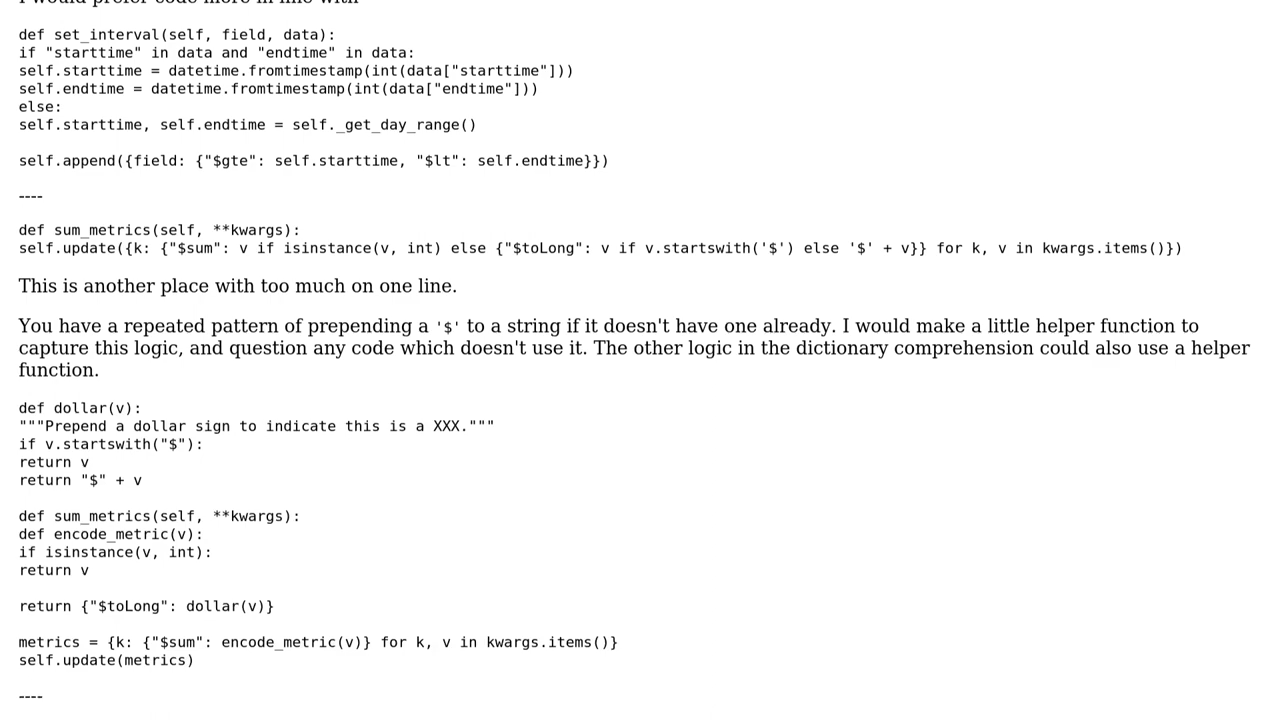 I would prefer code more in line with
def set_interval(self, field, data):
if "starttime" in data and "endtime" in data:
self.starttime = datetime.fromtimestamp(int(data["starttime"]))
self.endtime = datetime.fromtimestamp(int(data["endtime"]))
else:
self.starttime, self.endtime = self._get_day_range()
self.append({field: {"$gte": self.starttime, "$lt": self.endtime}})
----
def sum_metrics(self, **kwargs):
self.update({k: {"$sum": v if isinstance(v, int) else {"$toLong": v if v.startswith('$') else '$' + v}} for k, v in kwargs.items()})
This is another place with too much on one line.
You have a repeated pattern of prepending a '$' to a string if it doesn't have one already. I would make a little helper function to
capture this logic, and question any code which doesn't use it. The other logic in the dictionary comprehension could also use a helper
function.
def dollar(v):
"""Prepend a dollar sign to indicate this is a XXX."""
if v.startswith("$"):
return v
return "$" + v
def sum_metrics(self, **kwargs):
def encode_metric(v):
if isinstance(v, int):
return v
return {"$toLong": dollar(v)}
metrics = {k: {"$sum": encode_metric(v)} for k, v in kwargs.items()}
self.update(metrics)
----